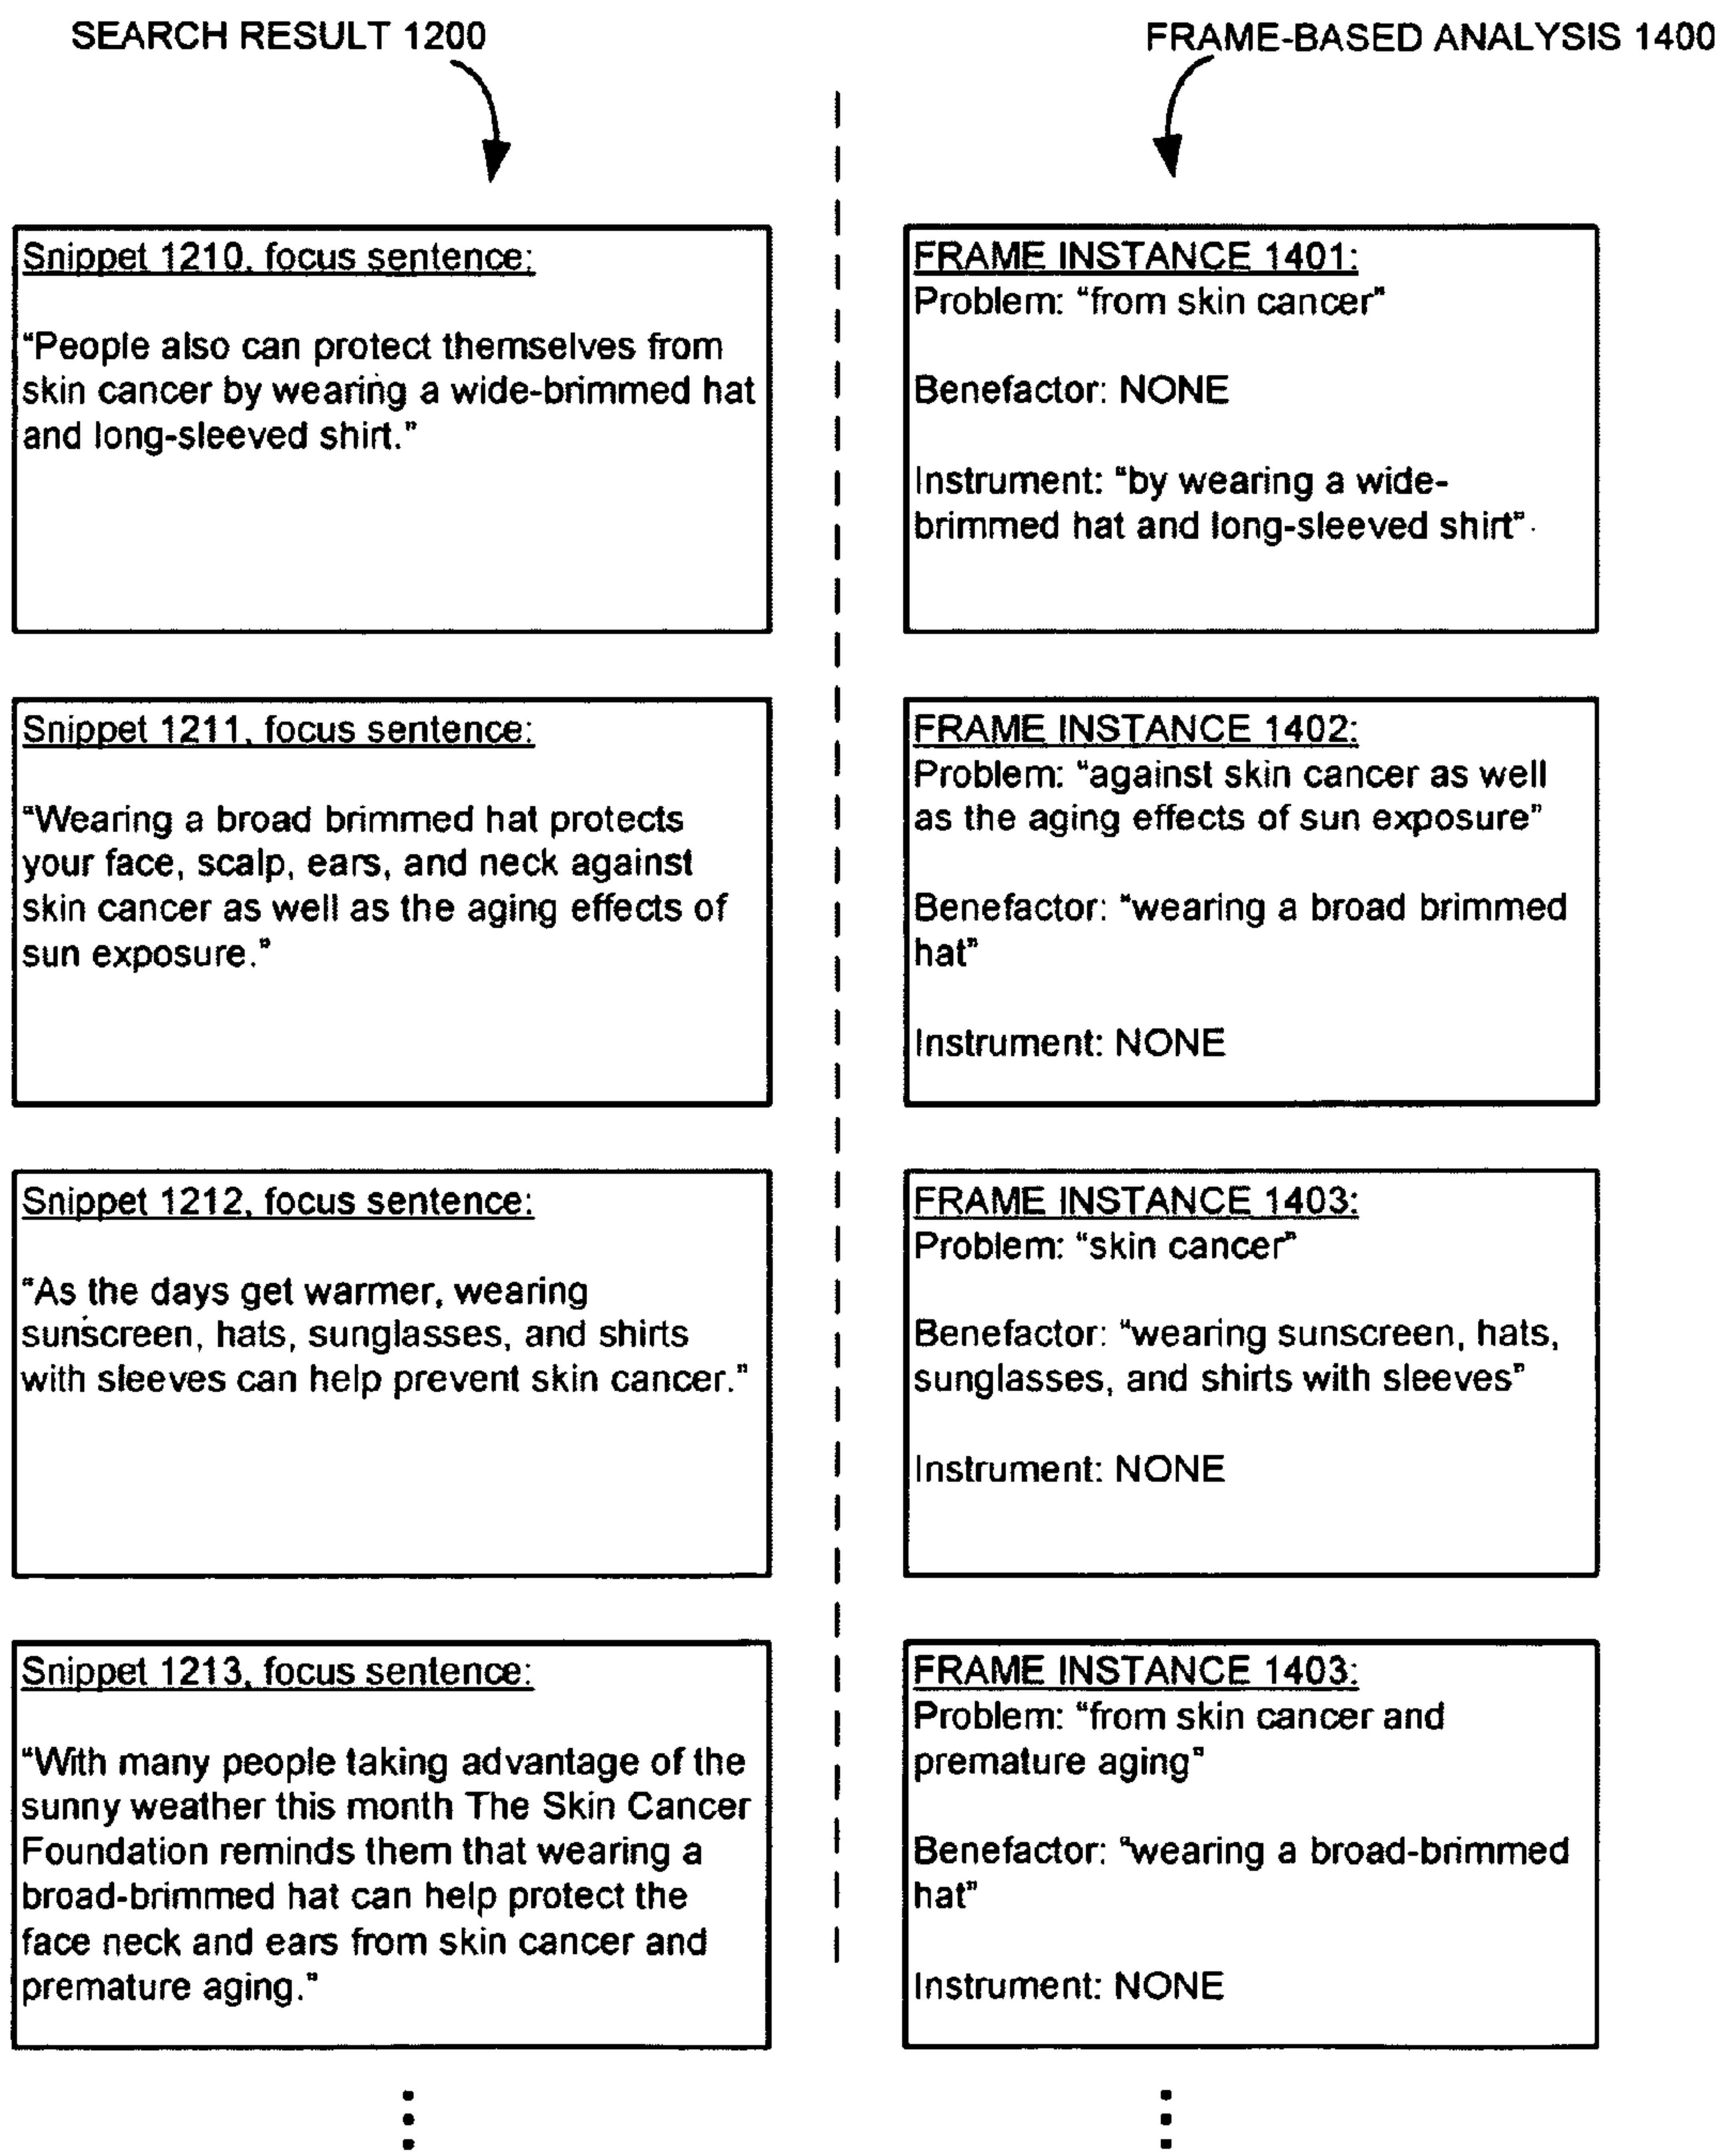 SEARCH RESULT 1200
FRAME-BASED ANALYSIS 1400
Snippet 1210, focus sentence:
“People also can protect themselves from
skin cancer by wearing a wide-brimmed hat
and long-sleeved shirt.”
FRAME INSTANCE 1401:
Problem: “from skin cancer”
Benefactor: NONE
Instrument: “by wearing a wide-
brimmed hat and long-sleeved shirt”
Snippet 1211, focus sentence:
“Wearing a broad brimmed hat protects
your face, scalp, ears, and neck against
skin cancer as well as the aging effects of
sun exposure.”
FRAME INSTANCE 1402:
Problem: “against skin cancer as well
as the aging effects of sun exposure”
Benefactor: “wearing a broad brimmed
hat”
Instrument: NONE
Snippet 1212, focus sentence:
“As the days get warmer, wearing
sunscreen, hats, sunglasses, and shirts
with sleeves can help prevent skin cancer.”
FRAME INSTANCE 1403:
Problem: “skin cancer”
Benefactor: “wearing sunscreen, hats,
sunglasses, and shirts with sleeves”
Instrument: NONE
Snippet 1213, focus sentence:
“With many people taking advantage of the
sunny weather this month The Skin Cancer
Foundation reminds them that wearing a
broad-brimmed hat can help protect the
face neck and ears from skin cancer and
premature aging.”
FRAME INSTANCE 1403:
Problem: “from skin cancer and
premature aging”
Benefactor: “wearing a broad-brimmed
hat”
Instrument: NONE